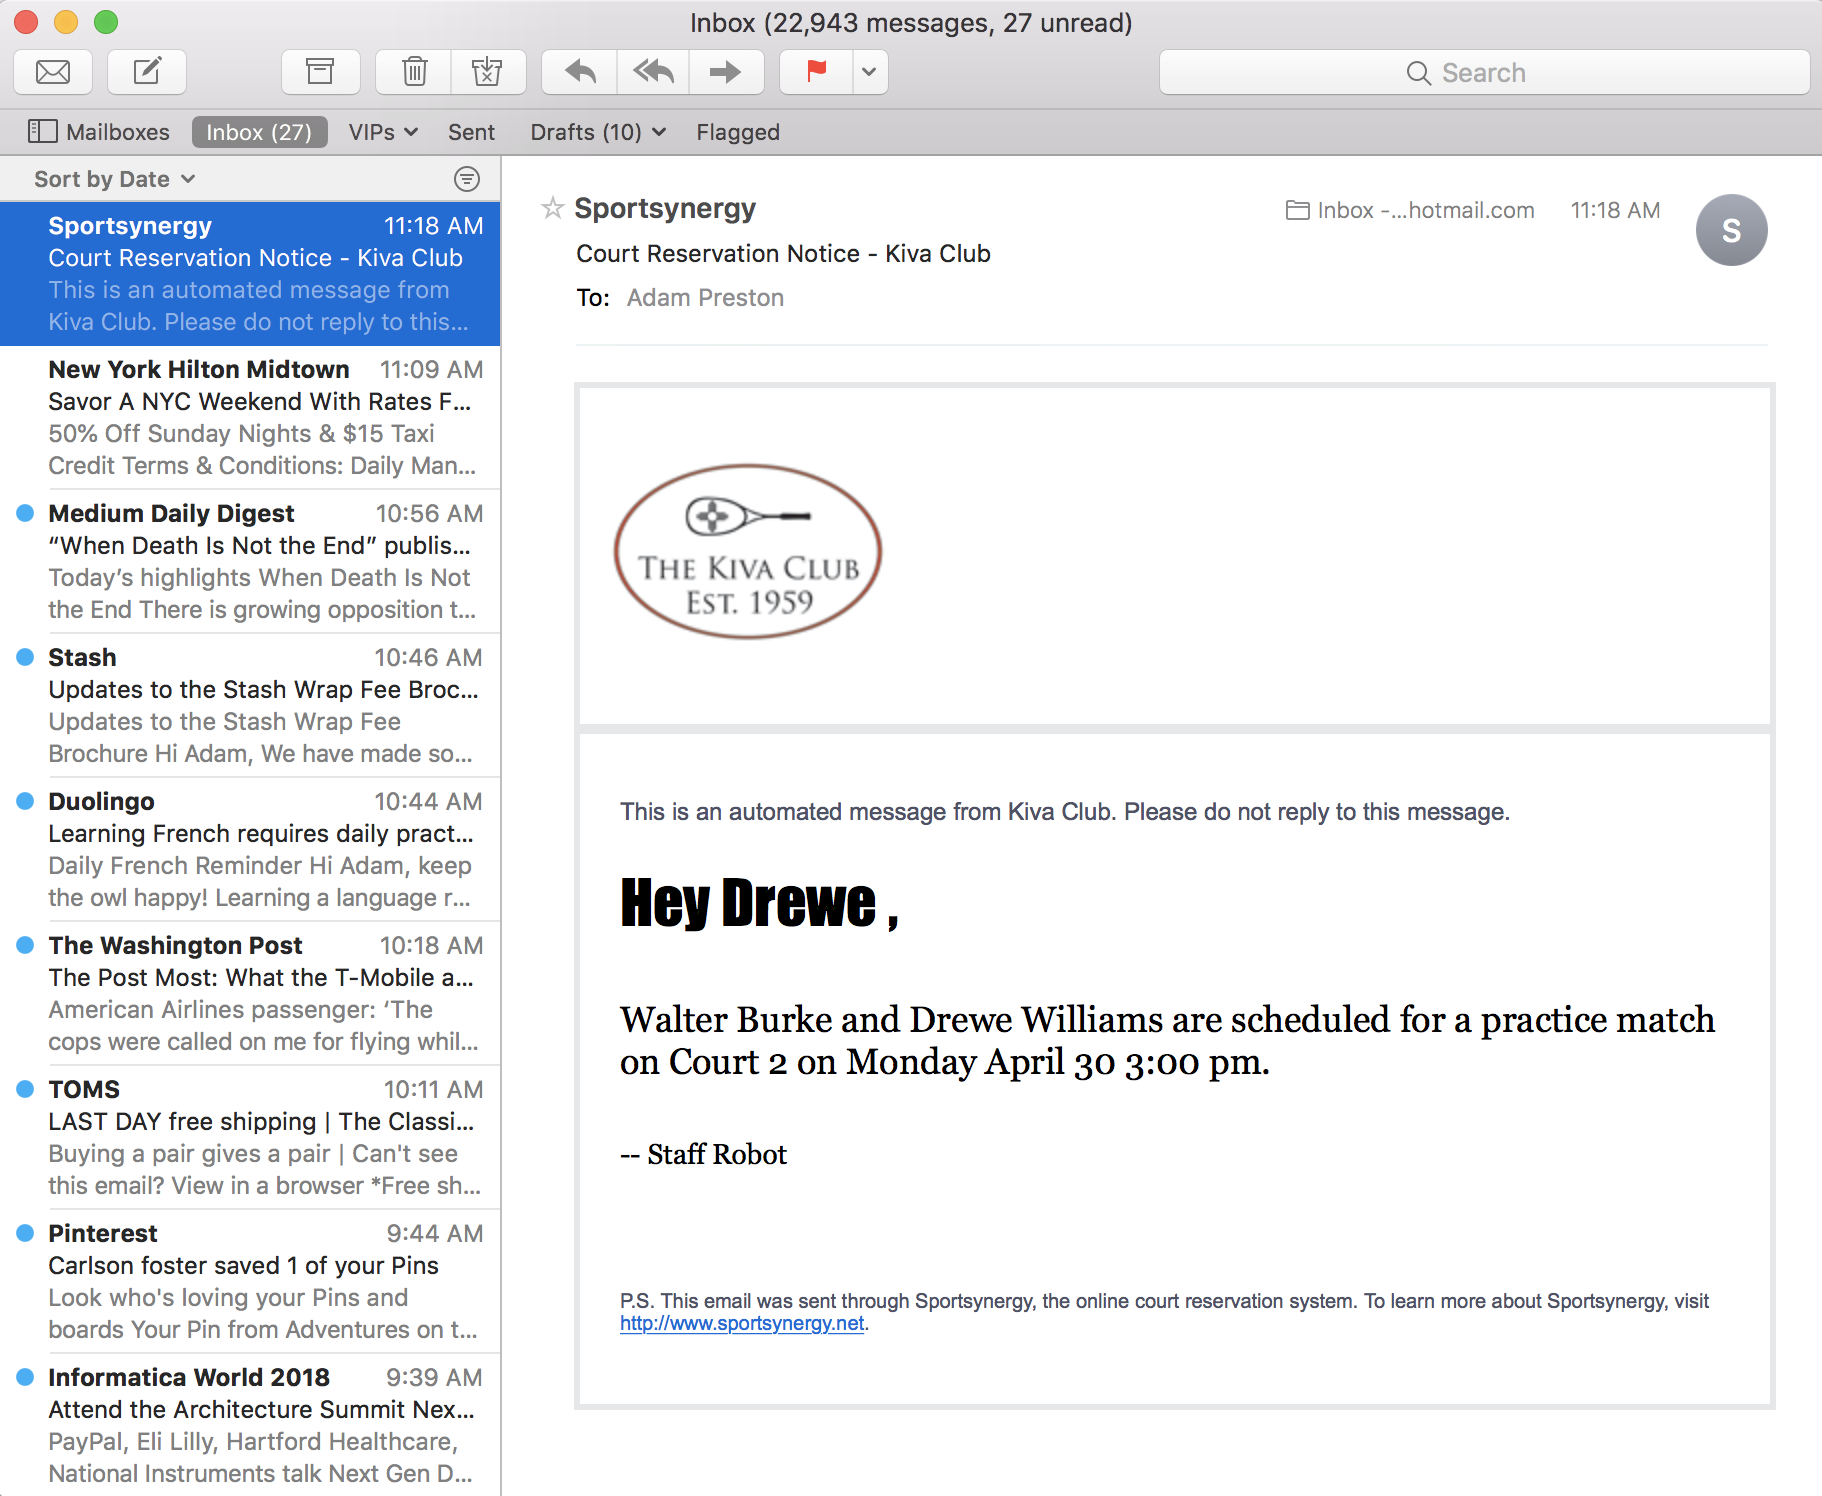 Inbox (22,943 messages, 27 unread)
Search
Mailboxes
Inbox (27)
VIPs
Sent
Drafts (10)
Flagged
Sort by Date
Sportsynergy 11:18 AM
Court Reservation Notice - Kiva Club
This is an automated message from
Kiva Club. Please do not reply to this...
New York Hilton Midtown 11:09 AM
Savor A NYC Weekend With Rates F...
50% Off Sunday Nights & $15 Taxi
Credit Terms & Conditions: Daily Man...
Medium Daily Digest 10:56 AM
“When Death Is Not the End” publis...
Today’s highlights When Death Is Not
the End There is growing opposition t...
Stash 10:46 AM
Updates to the Stash Wrap Fee Broc...
Updates to the Stash Wrap Fee
Brochure Hi Adam, We have made so...
Duolingo 10:44 AM
Learning French requires daily pract...
Daily French Reminder Hi Adam, keep
the owl happy! Learning a language r...
The Washington Post 10:18 AM
The Post Most: What the T-Mobile a...
American Airlines passenger: ‘The
cops were called on me for flying whil...
TOMS 10:11 AM
LAST DAY free shipping | The Classi...
Buying a pair gives a pair | Can't see
this email? View in a browser *Free sh...
Pinterest 9:44 AM
Carlson foster saved 1 of your Pins
Look who's loving your Pins and
boards Your Pin from Adventures on t...
Informatica World 2018 9:39 AM
Attend the Architecture Summit Nex...
PayPal, Eli Lilly, Hartford Healthcare,
National Instruments talk Next Gen D...
Sportsynergy
Inbox -...hotmail.com 11:18 AM
S
Court Reservation Notice - Kiva Club
To: Adam Preston
THE KIVA CLUB
EST. 1959
This is an automated message from Kiva Club. Please do not reply to this message.
Hey Drewe ,
Walter Burke and Drewe Williams are scheduled for a practice match
on Court 2 on Monday April 30 3:00 pm.
-- Staff Robot
P.S. This email was sent through Sportsynergy, the online court reservation system. To learn more about Sportsynergy, visit
http://www.sportsynergy.net.